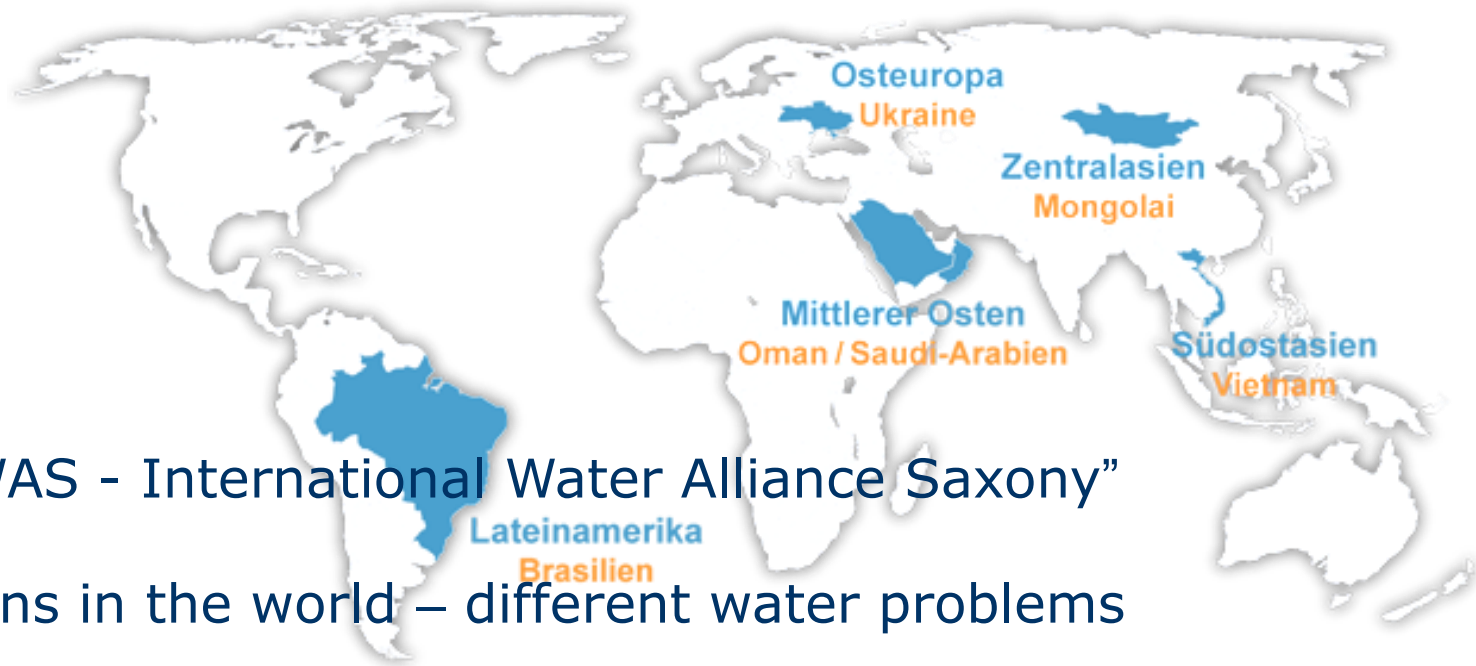 Osteuropa
Ukraine
Zentralasien
Mongolai
Mittlerer Osten
Oman / Saudi-Arabien
Südostasien
Vietnam
WAS - International Water Alliance Saxony”
Lateinamerika
Brasilien
ns in the world – different water problems